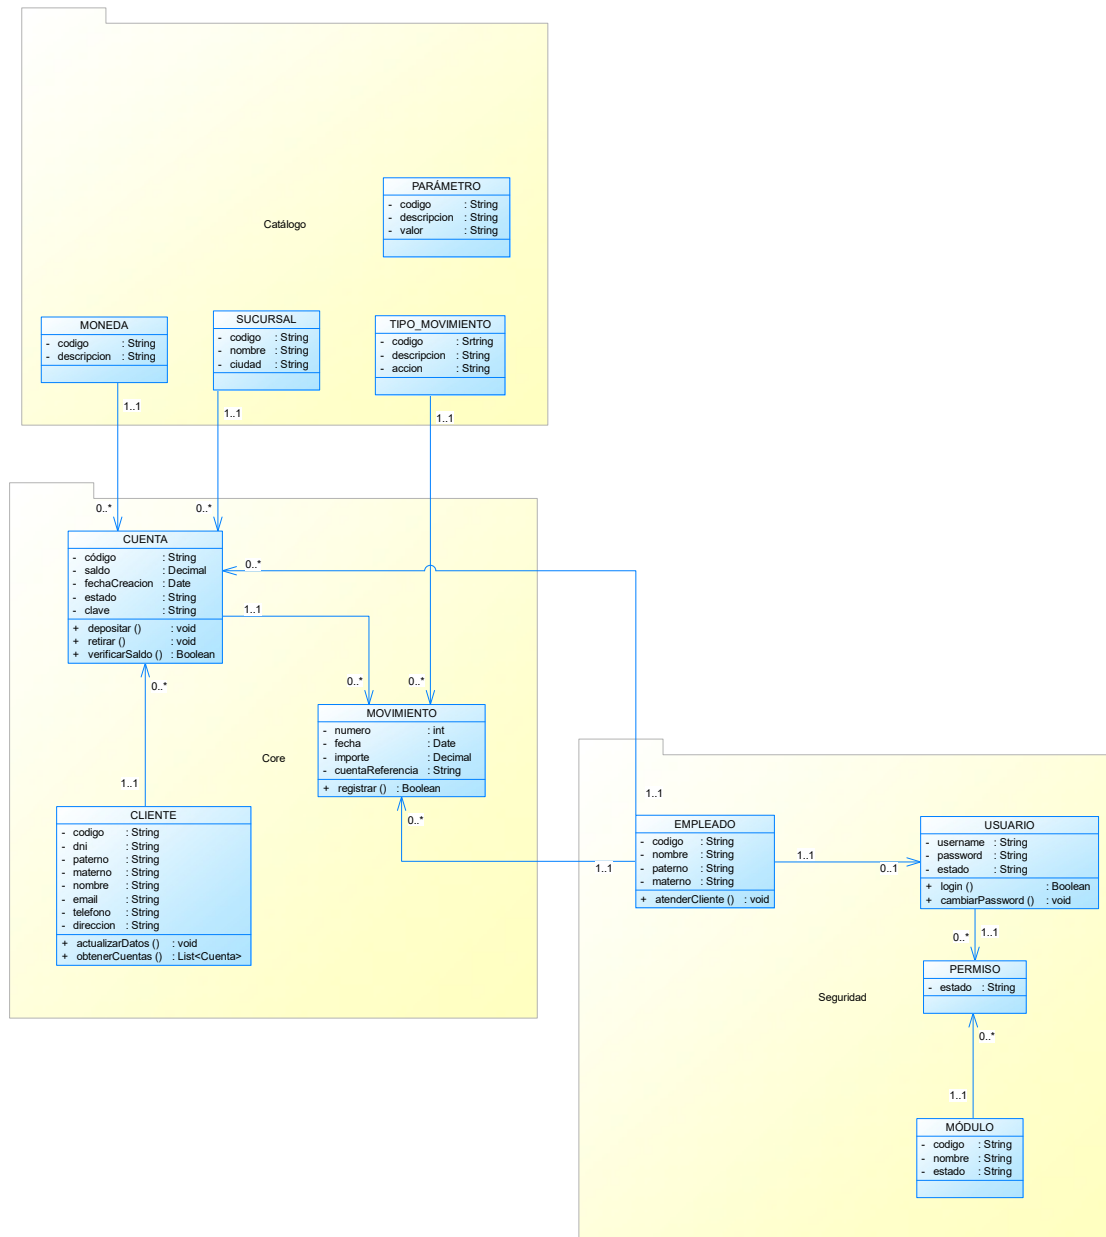 PARÁMETRO
- codigo : String
- descripcion : String
- valor : String
Catálogo
MONEDA
- codigo : String
- descripcion : String
SUCURSAL
- codigo : String
- nombre : String
- ciudad : String
TIPO_MOVIMIENTO
- codigo : Srtring
- descripcion : String
- accion : String
1..1
1..1
1..1
0..*
0..*
CUENTA
- código : String
- saldo : Decimal
- fechaCreacion : Date
- estado : String
- clave : String
+ depositar () : void
+ retirar () : void
+ verificarSaldo () : Boolean
0..*
1..1
0..*
0..*
0..*
MOVIMIENTO
- numero : int
- fecha : Date
- importe : Decimal
- cuentaReferencia : String
+ registrar () : Boolean
Core
1..1
0..*
CLIENTE
- codigo : String
- dni : String
- paterno : String
- materno : String
- nombre : String
- email : String
- telefono : String
- direccion : String
+ actualizarDatos () : void
+ obtenerCuentas () : List<Cuenta>
1..1
1..1
EMPLEADO
- codigo : String
- nombre : String
- paterno : String
- materno : String
+ atenderCliente () : void
1..1
0..1
USUARIO
- username : String
- password : String
- estado : String
+ login () : Boolean
+ cambiarPassword () : void
0..*
1..1
PERMISO
- estado : String
Seguridad
0..*
1..1
MÓDULO
- codigo : String
- nombre : String
- estado : String